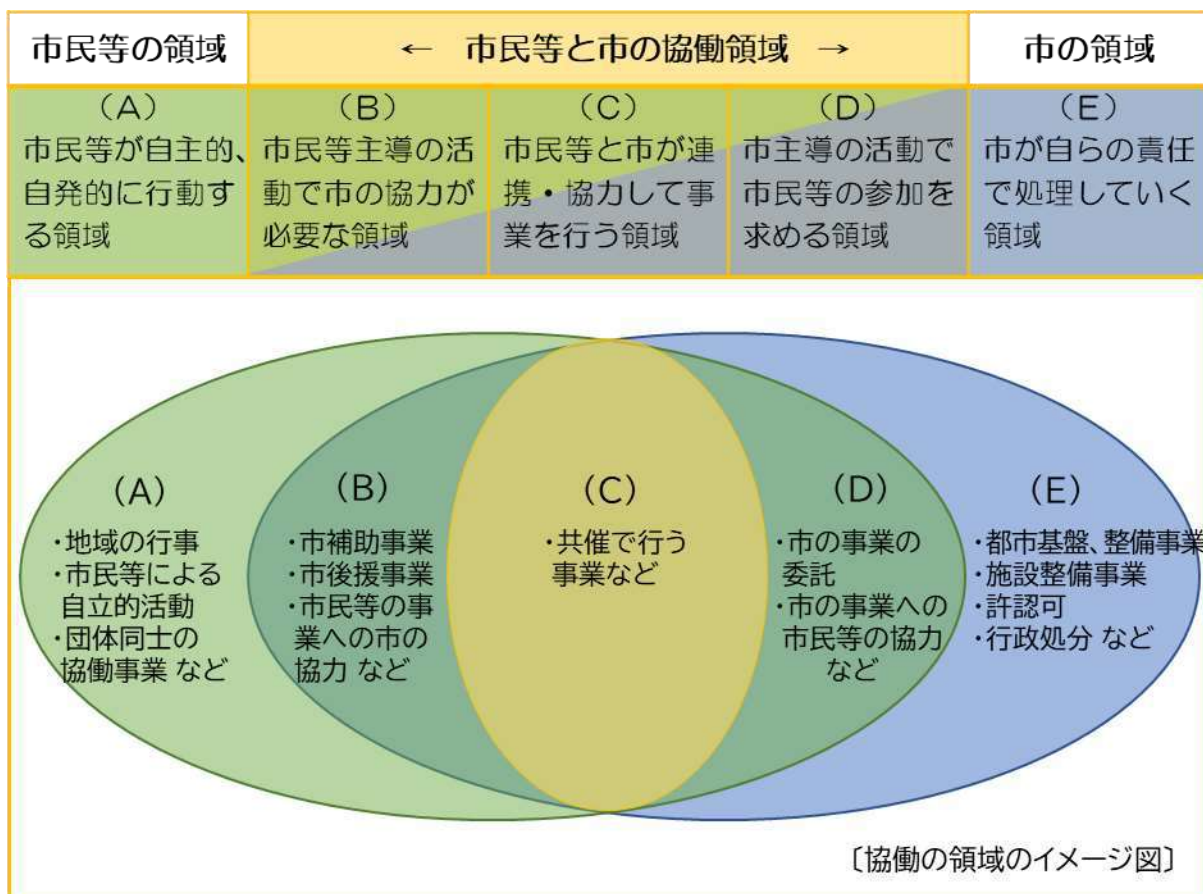 市民等の領域
← 市民等と市の協働領域 →
市の領域
（A）
市民等が自主的、
自発的に行動す
る領域
（B）
市民等主導の活
動で市の協力が
必要な領域
（C）
市民等と市が連
携・協力して事
業を行う領域
（D）
市主導の活動で
市民等の参加を
求める領域
（E）
市が自らの責任
で処理していく
領域
（A）
・地域の行事
・市民等による
自立的活動
・団体同士の
協働事業 など
（B）
・市補助事業
・市後援事業
・市民等の事
業への市の
協力 など
（C）
・共催で行う
事業など
（D）
・市の事業の
委託
・市の事業への
市民等の協力
など
（E）
・都市基盤、整備事業
・施設整備事業
・許認可
・行政処分 など
〔協働の領域のイメージ図〕